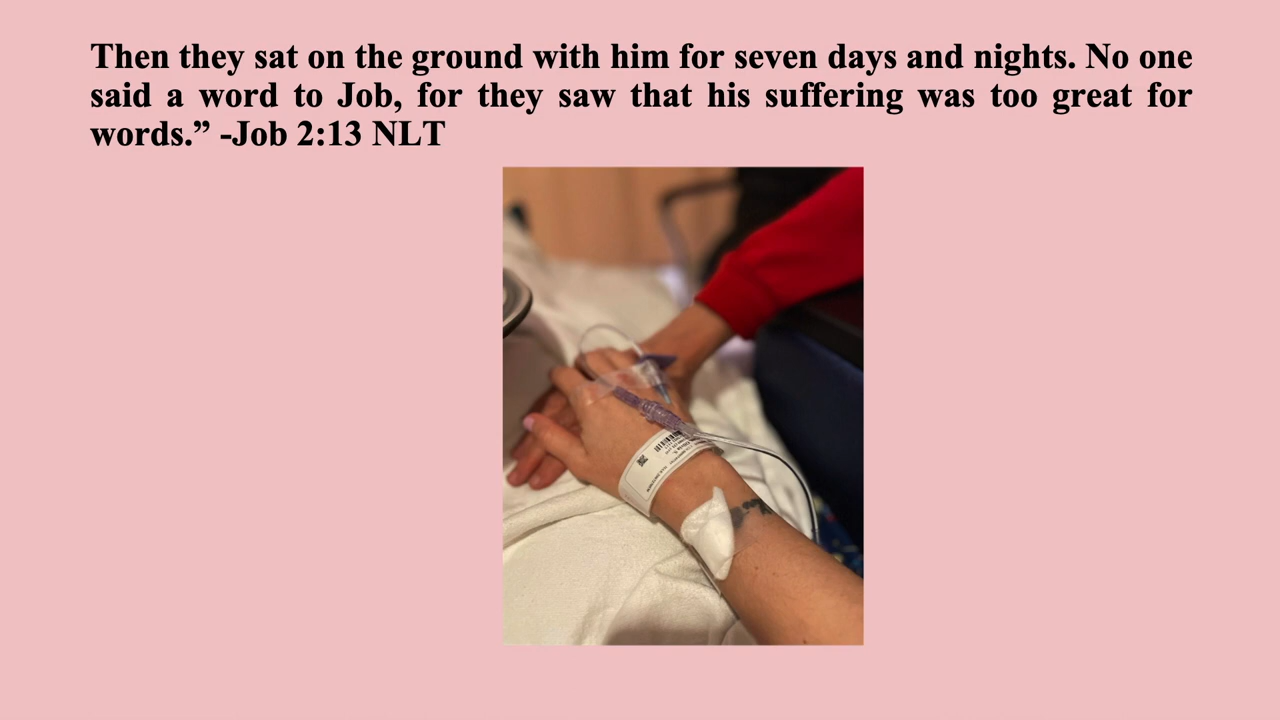 Then they sat on the ground with him for seven days and nights. No one
said a word to Job, for they saw that his suffering was too great for
words.” -Job 2:13 NLT